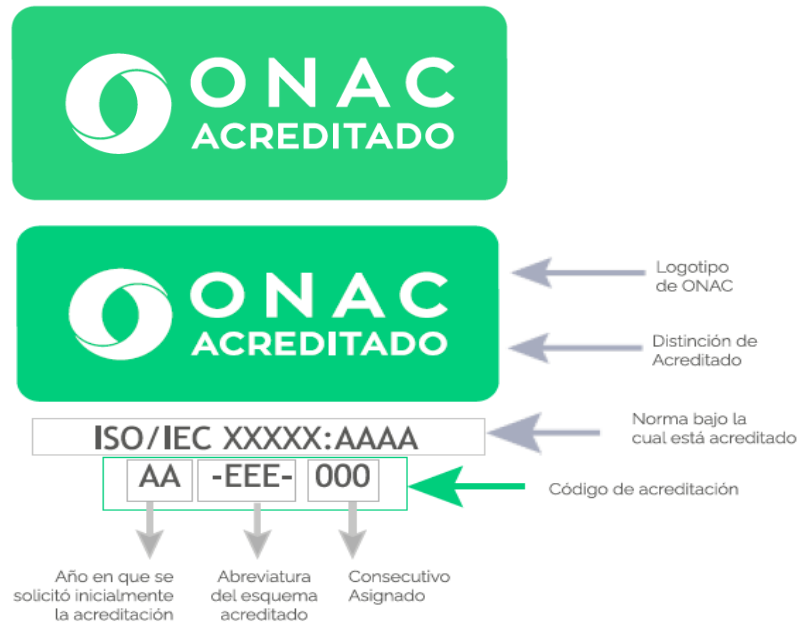 ONAC
ACREDITADO
ONAC
ACREDITADO
Logotipo
de ONAC
Distinción de
Acreditado
ISO/IEC XXXXX:AAAA
Norma bajo la
cual está acreditado
AA -EEE- 000
Código de acreditación
Año en que se
solicitó inicialmente
la acreditación
Abreviatura
del esquema
acreditado
Consecutivo
Asignado